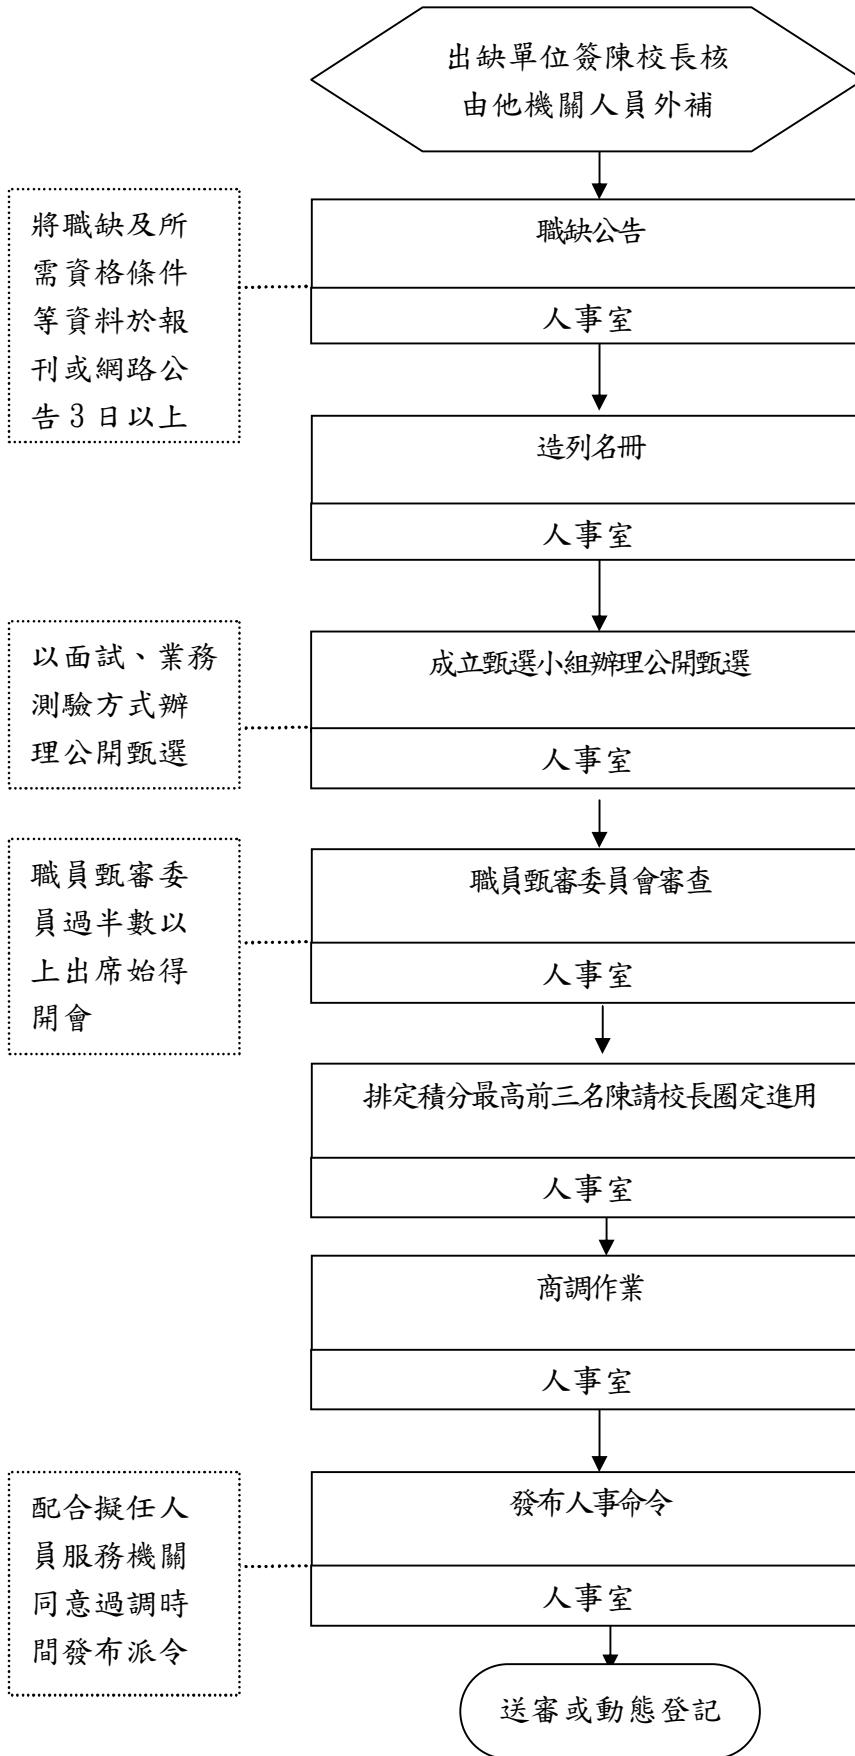 出缺單位簽陳校長核
由他機關人員外補
將職缺及所
需資格條件
等資料於報
刊或網路公
告3日以上
職缺公告
人事室
造列名冊
人事室
以面試、業務
測驗方式辦
理公開甄選
成立甄選小組辦理公開甄選
人事室
職員甄審委
員過半數以
上出席始得
開會
職員甄審委員會審查
人事室
排定積分最高前三名陳請校長圈定進用
人事室
商調作業
人事室
配合擬任人
員服務機關
同意過調時
間發布派令
發布人事命令
人事室
送審或動態登記